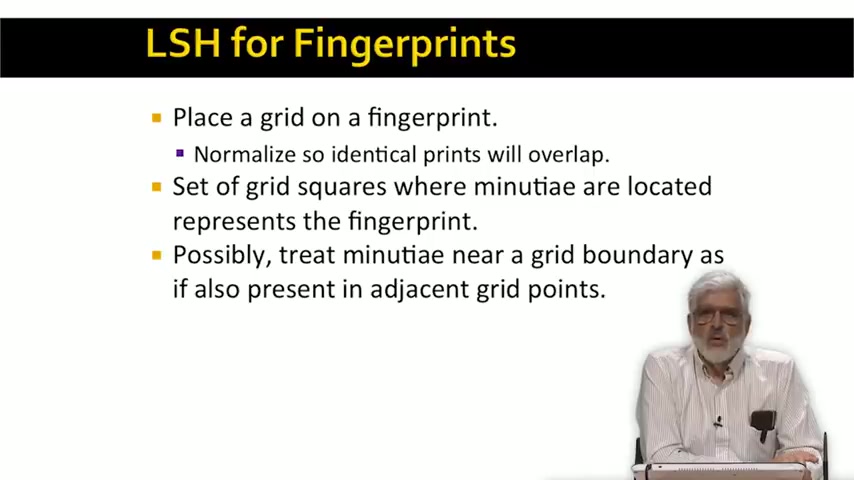 LSH for Fingerprints
Place a grid on a fingerprint.
Normalize so identical prints will overlap.
Set of grid squares where minutiae are located
represents the fingerprint.
Possibly, treat minutiae near a grid boundary as
if also present in adjacent grid points.